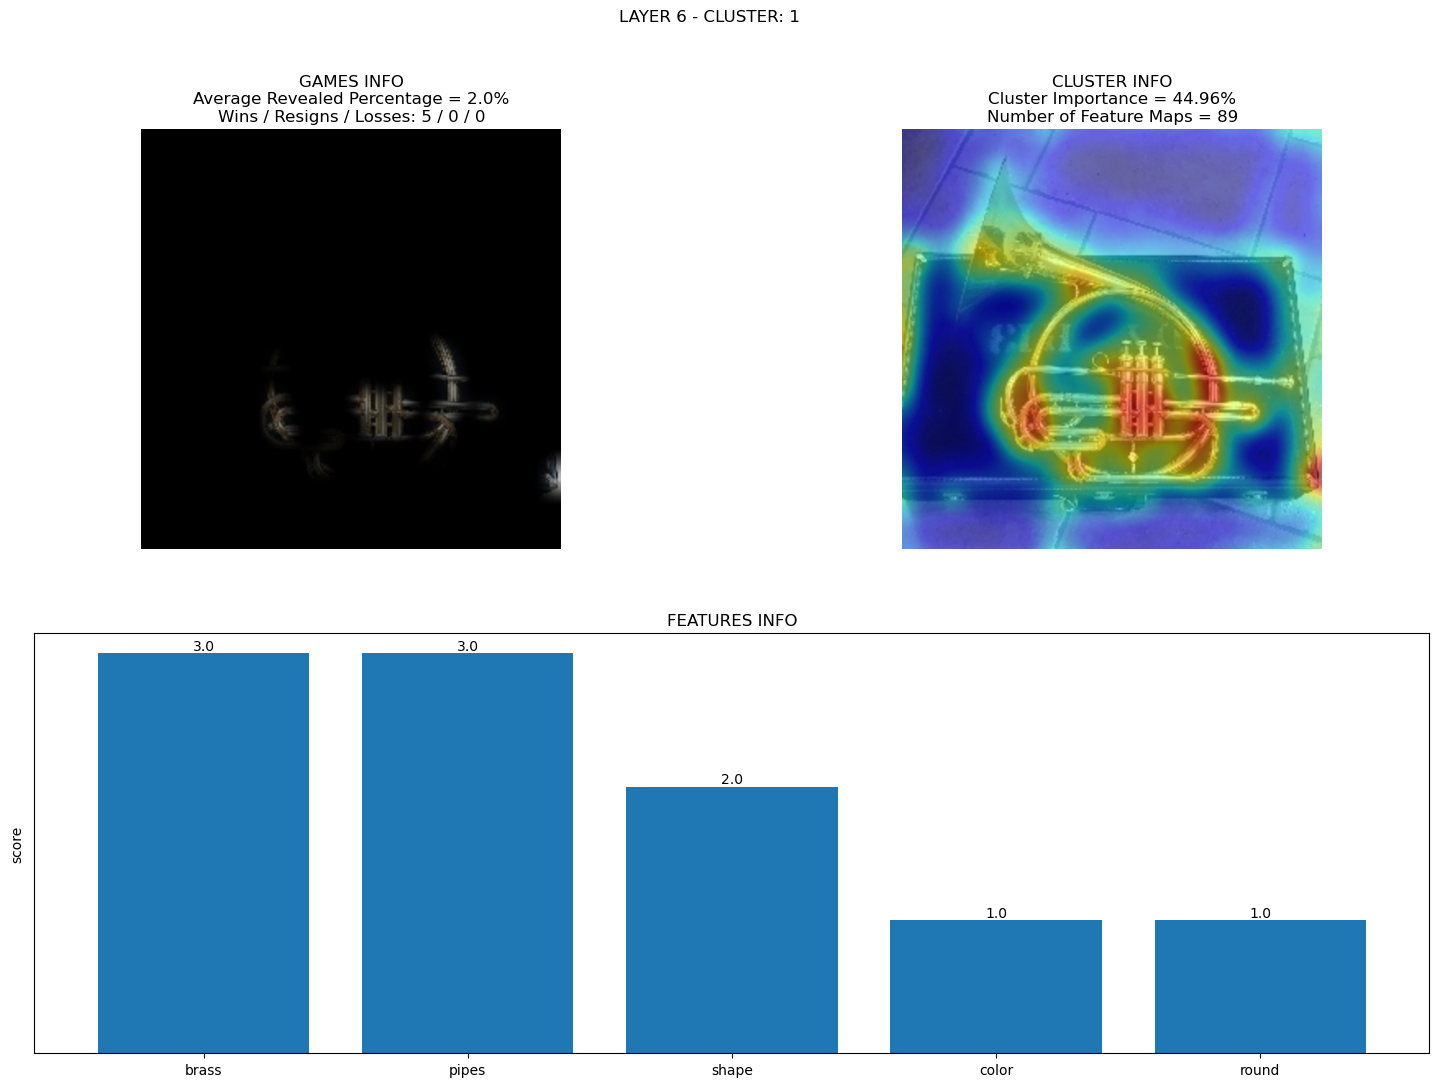 LAYER 6 - CLUSTER: 1
GAMES INFO
Average Revealed Percentage = 2.0%
Wins / Resigns / Losses: 5 / 0 / 0
CLUSTER INFO
Cluster Importance = 44.96%
Number of Feature Maps = 89
FEATURES INFO
score
3.0
3.0
2.0
1.0
1.0
brass
pipes
shape
color
round